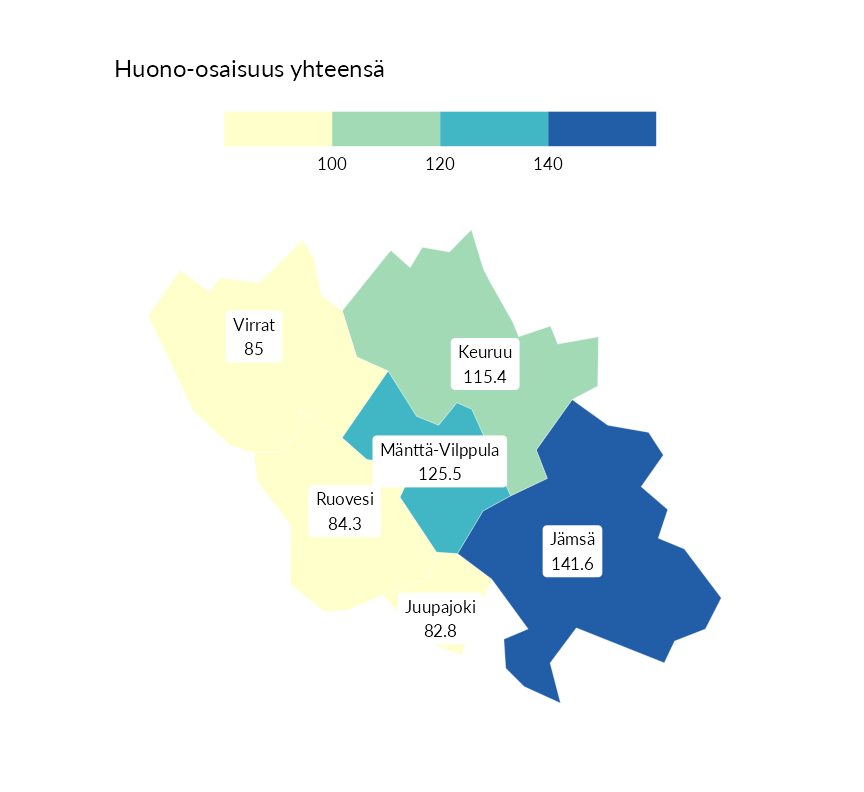 Huono-osaisuus yhteensä
100 120 140
Virrat
85
Keuruu
115.4
Mänttä-Vilppula
125.5
Ruovesi
84.3
Jämsä
141.6
Juupajoki
82.8